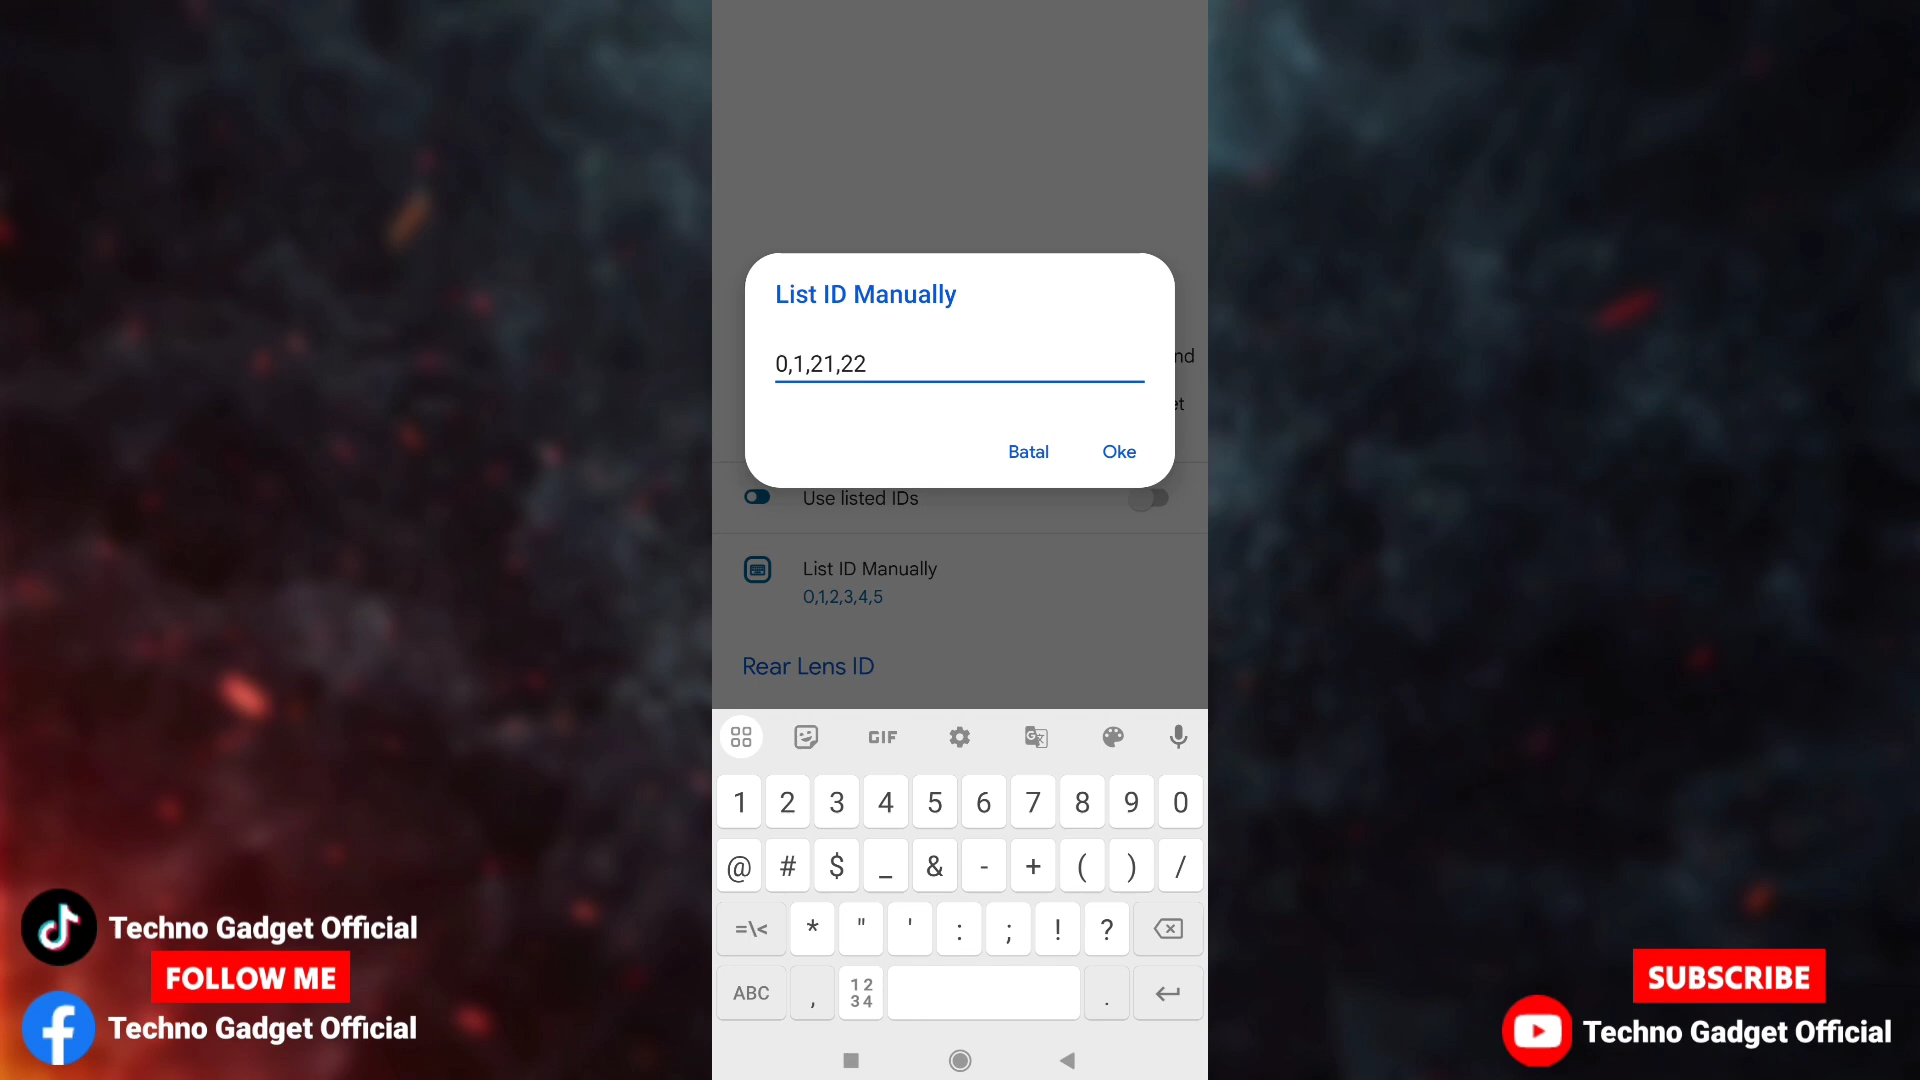 List ID Manually
0,1,21,22
nd
et
Batal Oke
Use listed IDs
List ID Manually
0,1,2,3,4,5
Rear Lens ID
GIF
1 2 3 4 5 6 7 8 9 0
@ # $ _ & - + ( ) /
=\< * " ' : ; ! ?
ABC , 1 2 3 4 .
Techno Gadget Official
FOLLOW ME
Techno Gadget Official
SUBSCRIBE
Techno Gadget Official